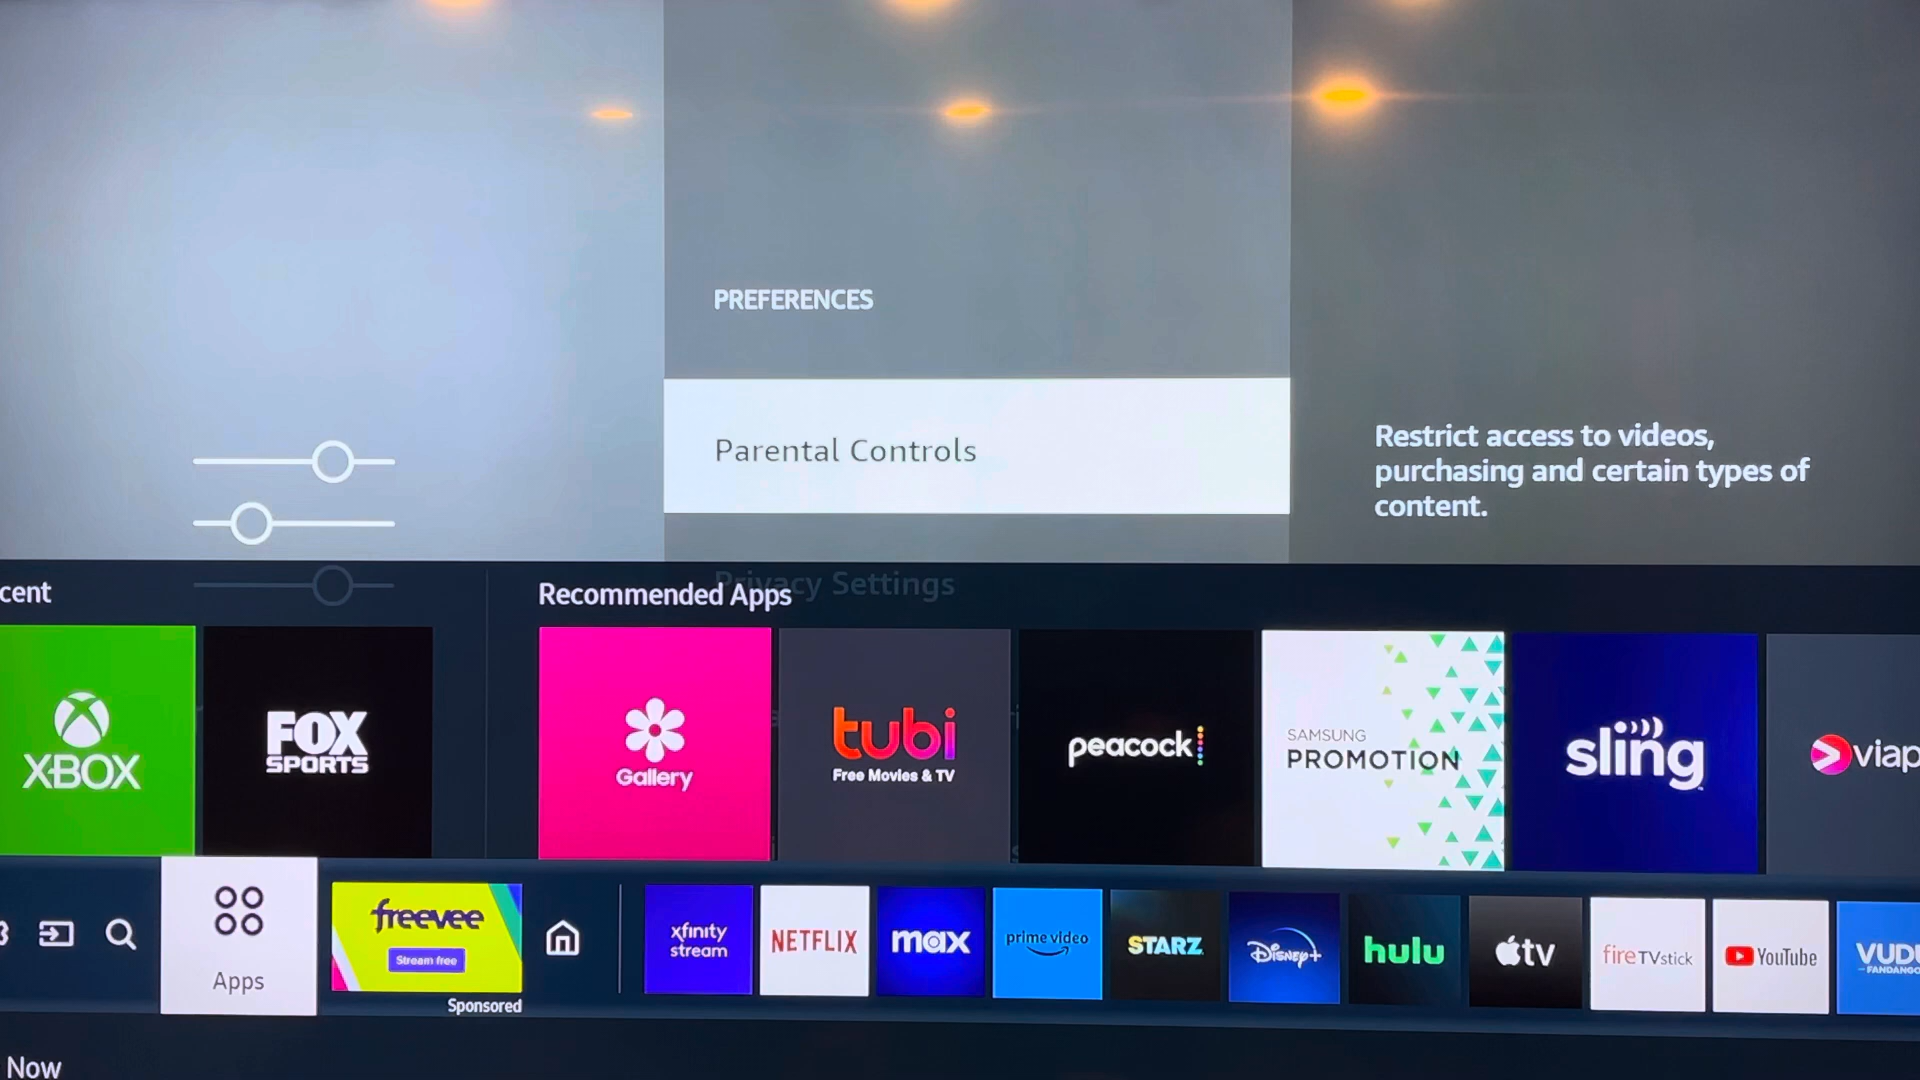 PREFERENCES
Parental Controls
Restrict access to videos,
purchasing and certain types of
content.
Privacy Settings
cent
Recommended Apps
XBOX
FOX
SPORTS
Gallery
tubi
Free Movies & TV
peacock
SAMSUNG
PROMOTION
sling
viap
Apps
freevee
Stream free
Sponsored
xfinity
stream
NETFLIX
max
prime video
STARZ
Disney+
hulu
tv
fireTVstick
YouTube
VUDU
FANDANGO
Now